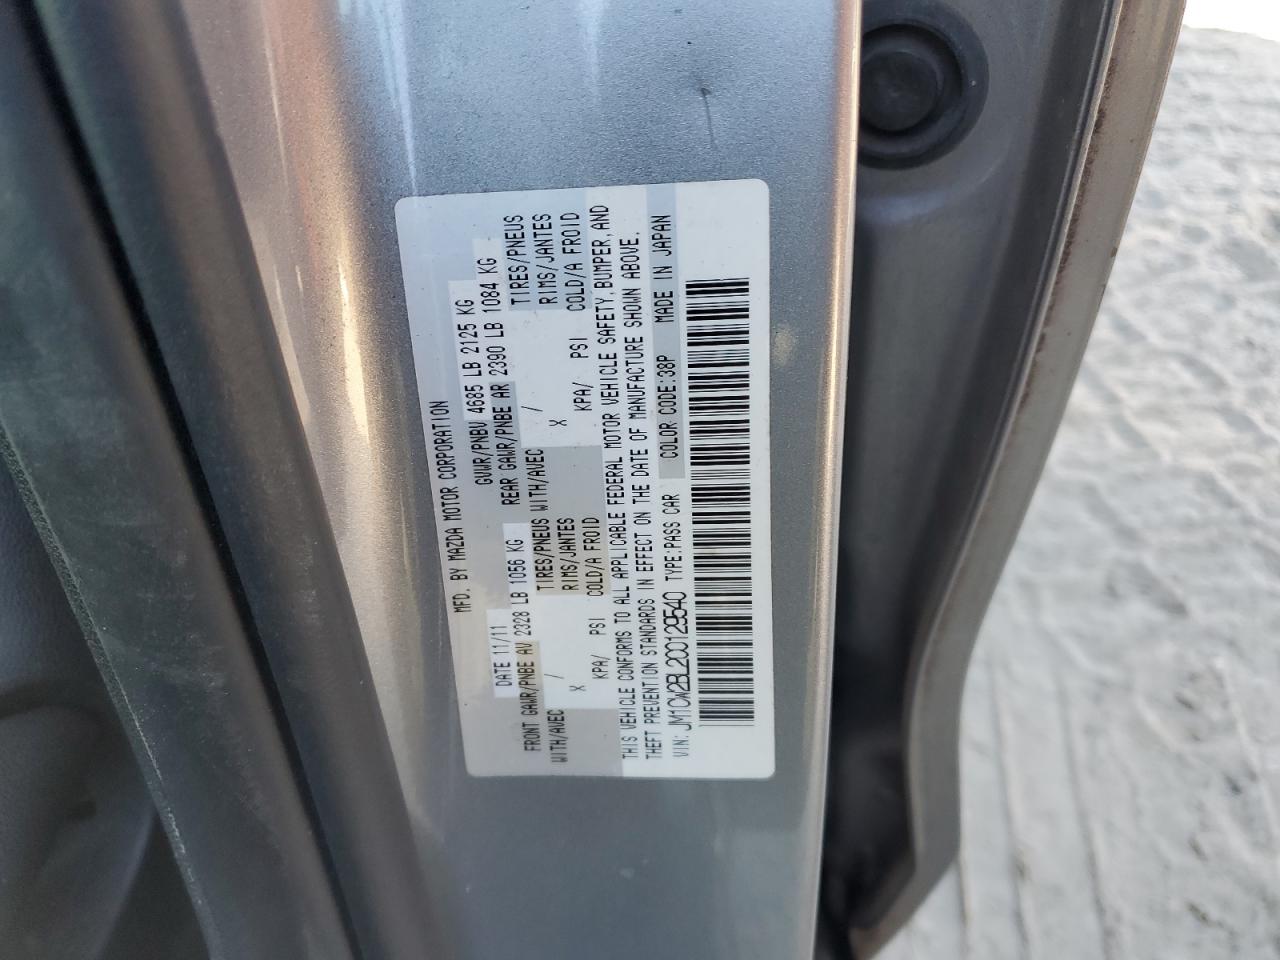 MFD. BY MAZDA MOTOR CORPORATION
DATE 11/11 GVWR/PNBV 4685 LB 2125 KG
FRONT GAWR/PNBE AV 2328 LB 1056 KG REAR GAWR/PNBE AR 2390 LB 1084 KG
WITH/AVEC / TIRES/PNEUS WITH/AVEC / TIRES/PNEUS
X RIMS/JANTES X RIMS/JANTES
KPA/ PSI COLD/A FROID KPA/ PSI COLD/A FROID
THIS VEHICLE CONFORMS TO ALL APPLICABLE FEDERAL MOTOR VEHICLE SAFETY, BUMPER, AND
THEFT PREVENTION STANDARDS IN EFFECT ON THE DATE OF MANUFACTURE SHOWN ABOVE.
VIN: JM1CW2BL2C0129540 TYPE:PASS CAR COLOR CODE:38P MADE IN JAPAN